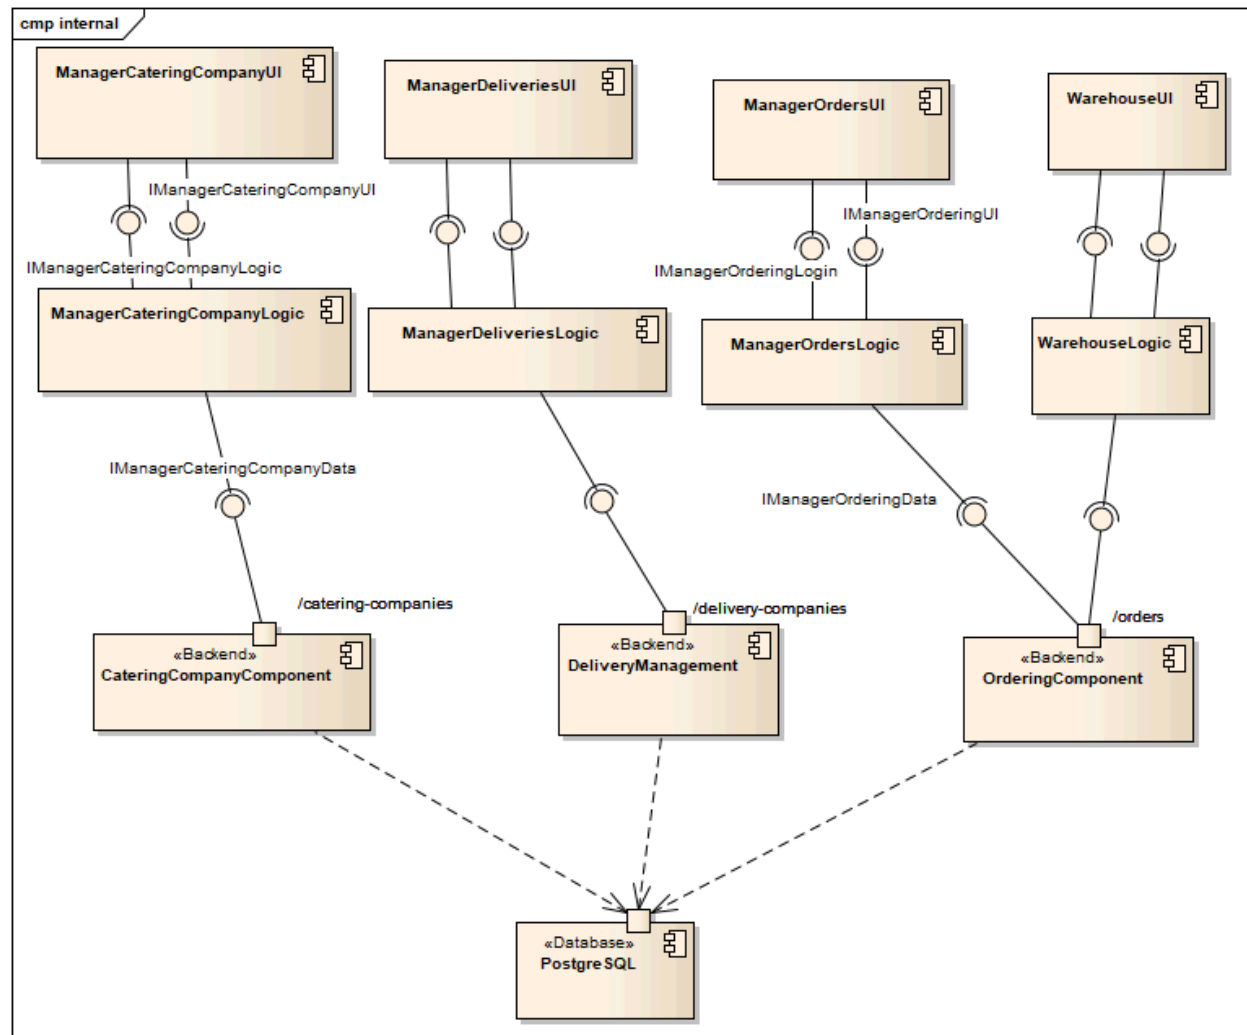 cmp internal
ManagerCateringCompanyUI
ManagerDeliveriesUI
ManagerOrdersUI
WarehouseUI
IManagerCateringCompanyUI
IManagerOrderingUI
IManagerCateringCompanyLogic
IManagerOrderingLogin
ManagerCateringCompanyLogic
ManagerDeliveriesLogic
ManagerOrdersLogic
WarehouseLogic
IManagerCateringCompanyData
IManagerOrderingData
/catering-companies
/delivery-companies
/orders
«Backend»
CateringCompanyComponent
«Backend»
DeliveryManagement
«Backend»
OrderingComponent
«Database»
PostgreSQL